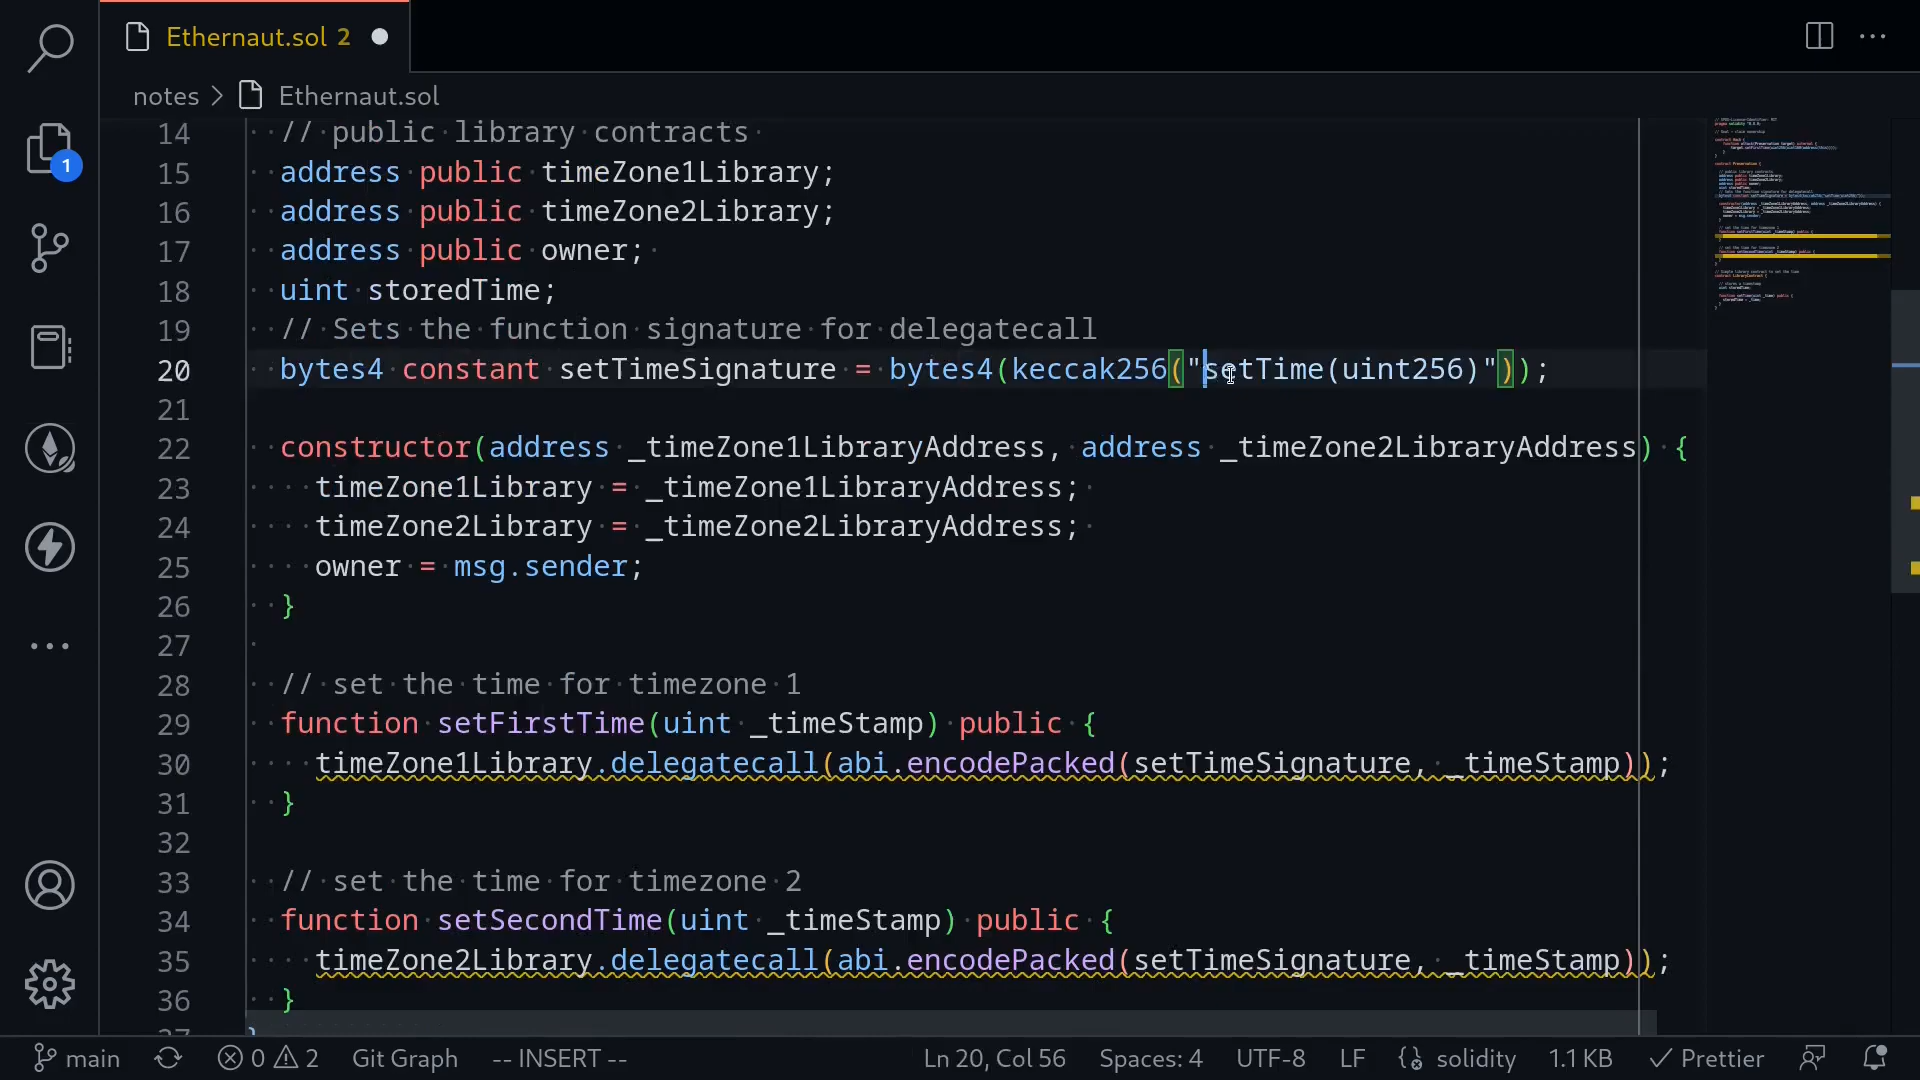 Ethernaut.sol 2
notes > Ethernaut.sol
1
14 // public library contracts
15 address public timeZone1Library;
16 address public timeZone2Library;
17 address public owner;
18 uint storedTime;
19 // Sets the function signature for delegatecall
20 bytes4 constant setTimeSignature = bytes4(keccak256("setTime(uint256)"));
21
22 constructor(address _timeZone1LibraryAddress, address _timeZone2LibraryAddress) {
23 timeZone1Library = _timeZone1LibraryAddress;
24 timeZone2Library = _timeZone2LibraryAddress;
25 owner = msg.sender;
26 }
27
28 // set the time for timezone 1
29 function setFirstTime(uint _timeStamp) public {
30 timeZone1Library.delegatecall(abi.encodePacked(setTimeSignature, _timeStamp));
31 }
32
33 // set the time for timezone 2
34 function setSecondTime(uint _timeStamp) public {
35 timeZone2Library.delegatecall(abi.encodePacked(setTimeSignature, _timeStamp));
36 }
37 }
main 0 2 Git Graph -- INSERT -- Ln 20, Col 56 Spaces: 4 UTF-8 LF solidity 1.1 KB Prettier